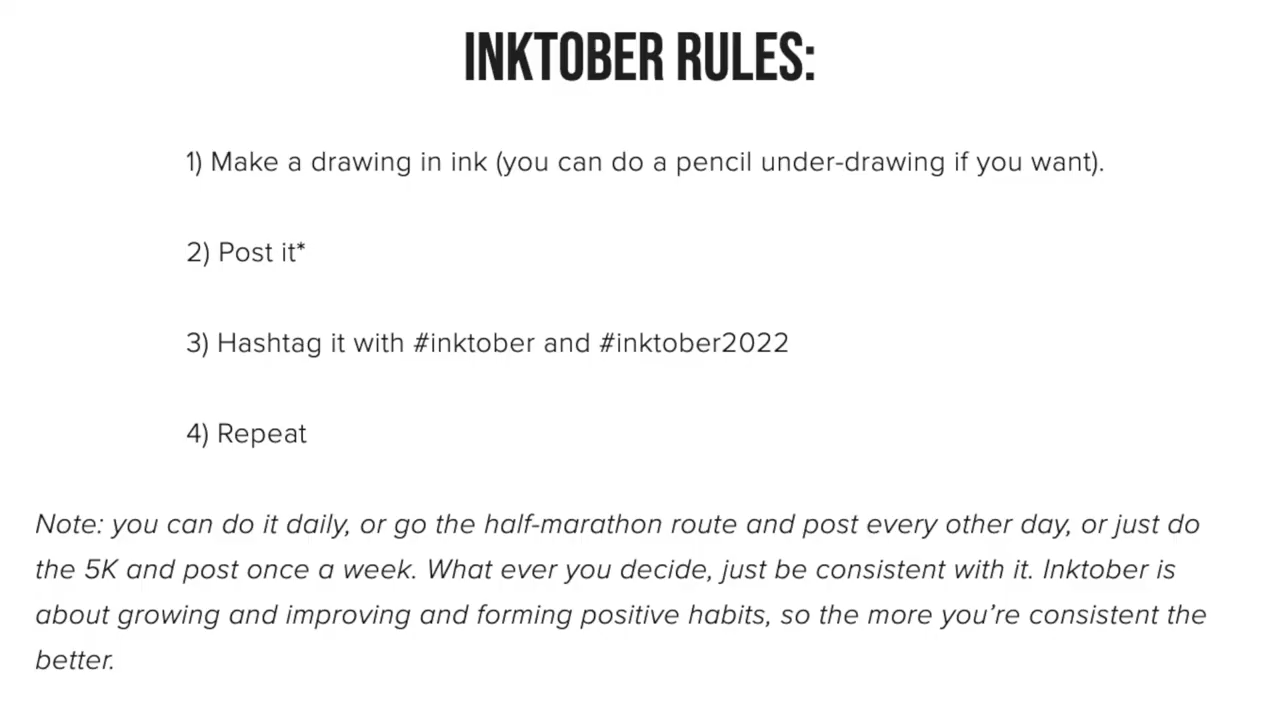 INKTOBER RULES:
1) Make a drawing in ink (you can do a pencil under-drawing if you want).
2) Post it*
3) Hashtag it with #inktober and #inktober2022
4) Repeat
Note: you can do it daily, or go the half-marathon route and post every other day, or just do
the 5K and post once a week. What ever you decide, just be consistent with it. Inktober is
about growing and improving and forming positive habits, so the more you’re consistent the
better.